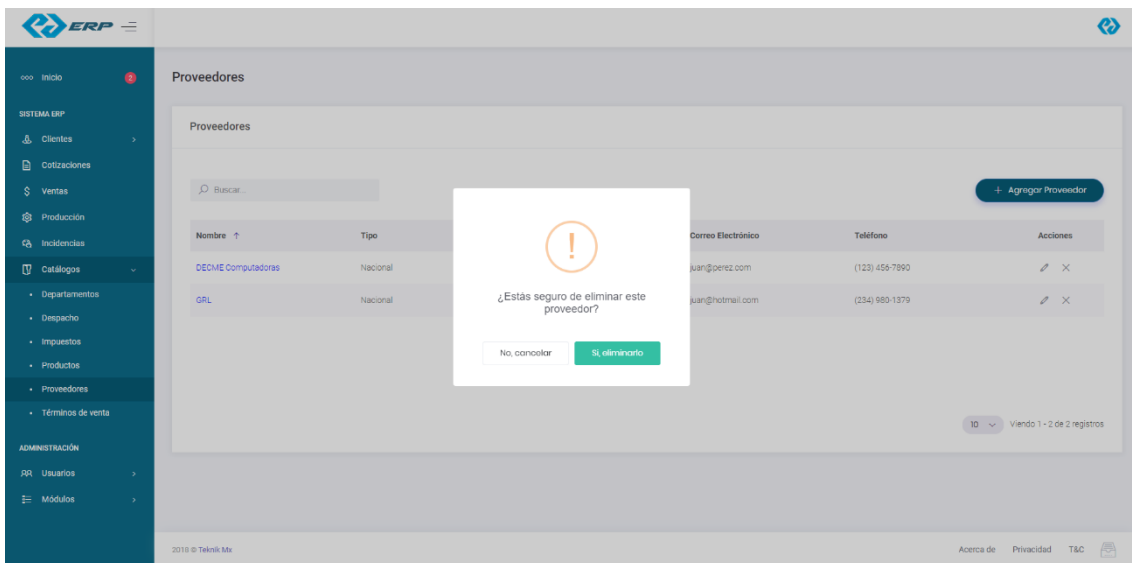 ERP
Inicio 2
Proveedores
SISTEMA ERP
Proveedores
Clientes
Cotizaciones
Buscar...
+ Agregar Proveedor
Ventas
Producción
Nombre ↑ Tipo Correo Electrónico Teléfono Acciones
Incidencias
Catálogos
DECME Computadoras Nacional juan@perez.com (123) 456-7890
Departamentos
GRL Nacional juan@hotmail.com (234) 980-1379
!
¿Estás seguro de eliminar este
proveedor?
Despacho
Impuestos
No, cancelar Si, eliminarlo
Productos
Proveedores
Términos de venta
10 Viendo 1 - 2 de 2 registros
ADMINISTRACIÓN
Usuarios
Módulos
2018 © Teknik.Mx Acerca de Privacidad T&C